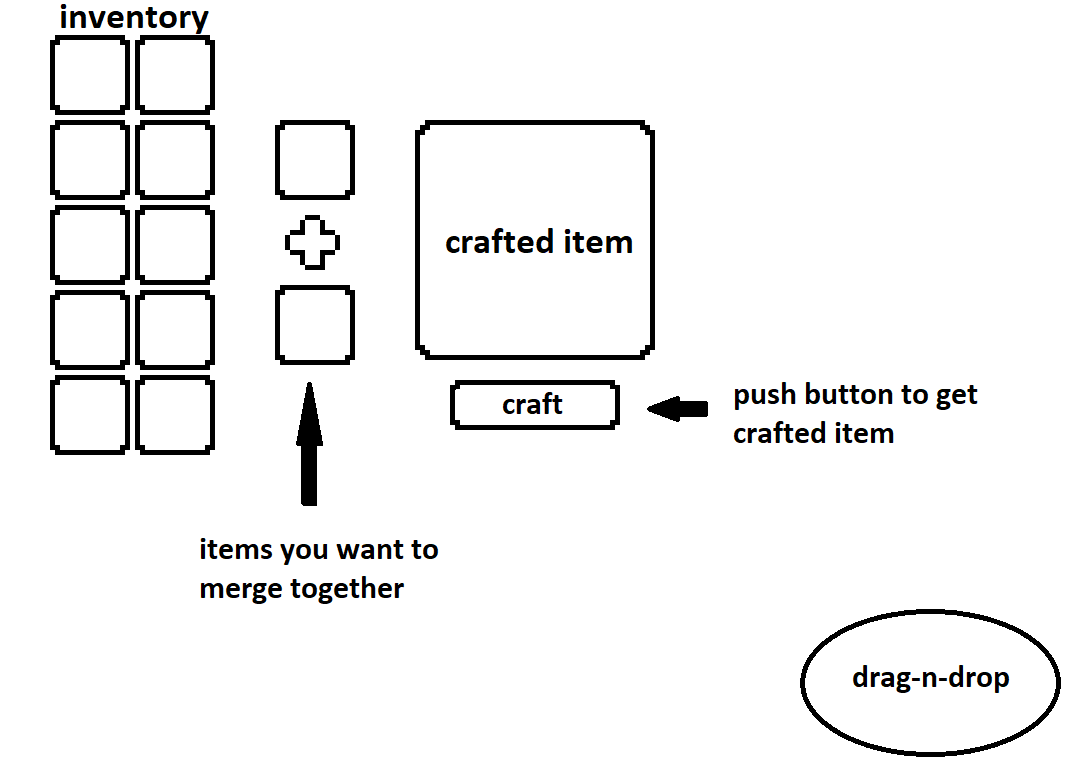 inventory
crafted item
craft
push button to get
crafted item
items you want to
merge together
drag-n-drop